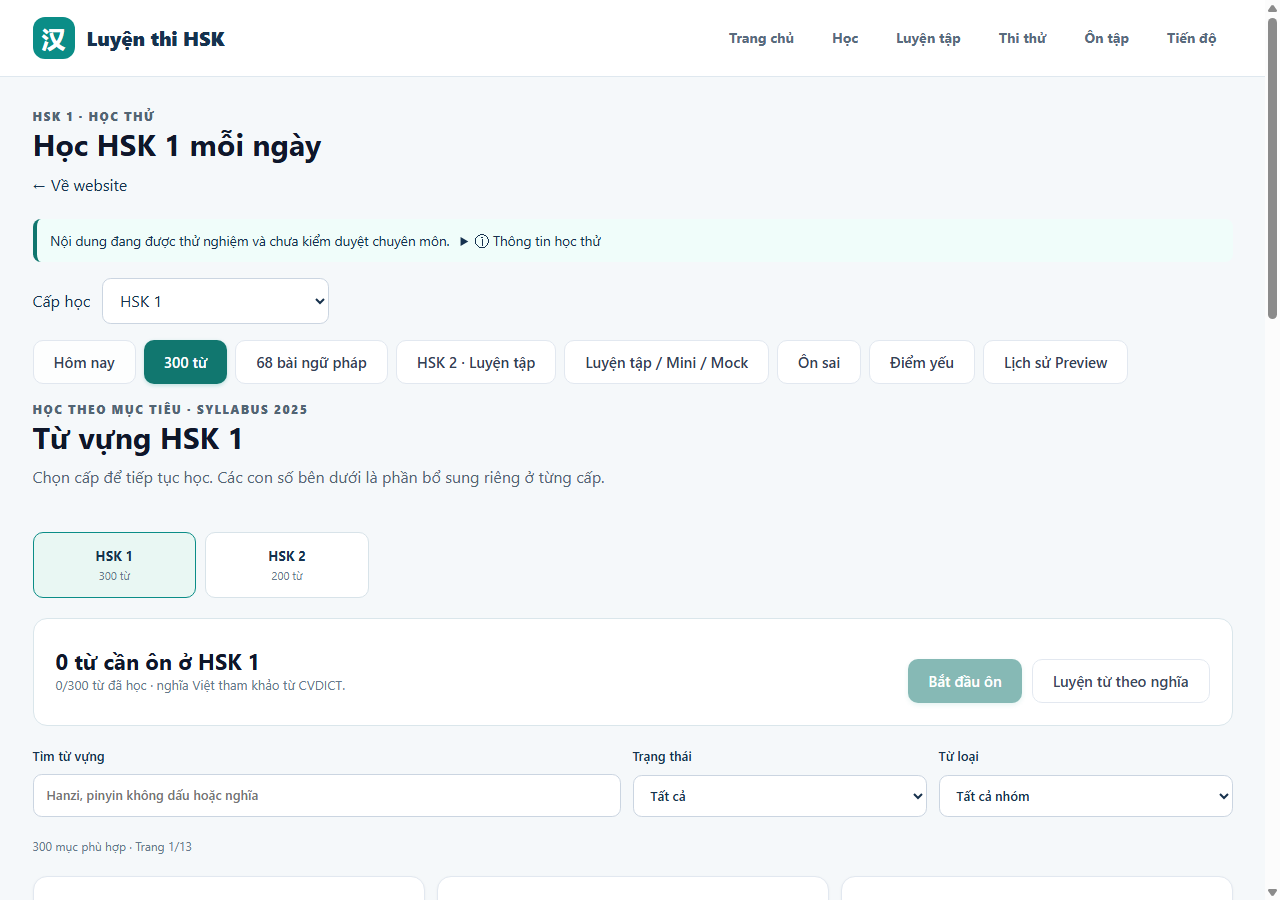 汉 Luyện thi HSK Trang chủ Học Luyện tập Thi thử Ôn tập Tiến độ
HSK 1 · HỌC THỬ
Học HSK 1 mỗi ngày
← Về website
Nội dung đang được thử nghiệm và chưa kiểm duyệt chuyên môn. ▶ ⓘ Thông tin học thử
Cấp học HSK 1
Hôm nay 300 từ 68 bài ngữ pháp HSK 2 · Luyện tập Luyện tập / Mini / Mock Ôn sai Điểm yếu Lịch sử Preview
HỌC THEO MỤC TIÊU · SYLLABUS 2025
Từ vựng HSK 1
Chọn cấp để tiếp tục học. Các con số bên dưới là phần bổ sung riêng ở từng cấp.
HSK 1 HSK 2
300 từ 200 từ
0 từ cần ôn ở HSK 1
0/300 từ đã học · nghĩa Việt tham khảo từ CVDICT.
Bắt đầu ôn Luyện từ theo nghĩa
Tìm từ vựng Trạng thái Từ loại
Hanzi, pinyin không dấu hoặc nghĩa Tất cả Tất cả nhóm
300 mục phù hợp · Trang 1/13